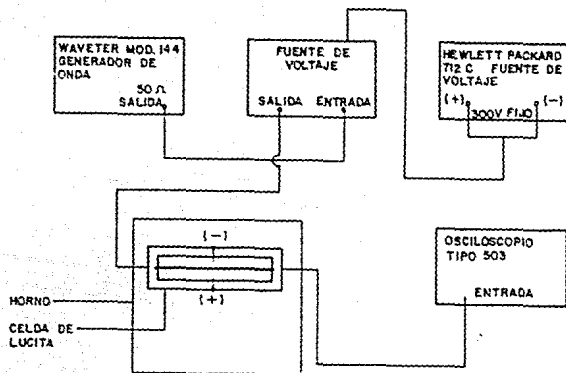 WAVETER MOD. 144
GENERADOR DE
ONDA
50 Ω
SALIDA
FUENTE DE
VOLTAJE
SALIDA ENTRADA
HEWLETT PACKARD
712 C FUENTE DE
VOLTAJE
(+) (-)
300V FIJO
(-)
(+)
HORNO
CELDA DE
LUCITA
OSCILOSCOPIO
TIPO 503
ENTRADA